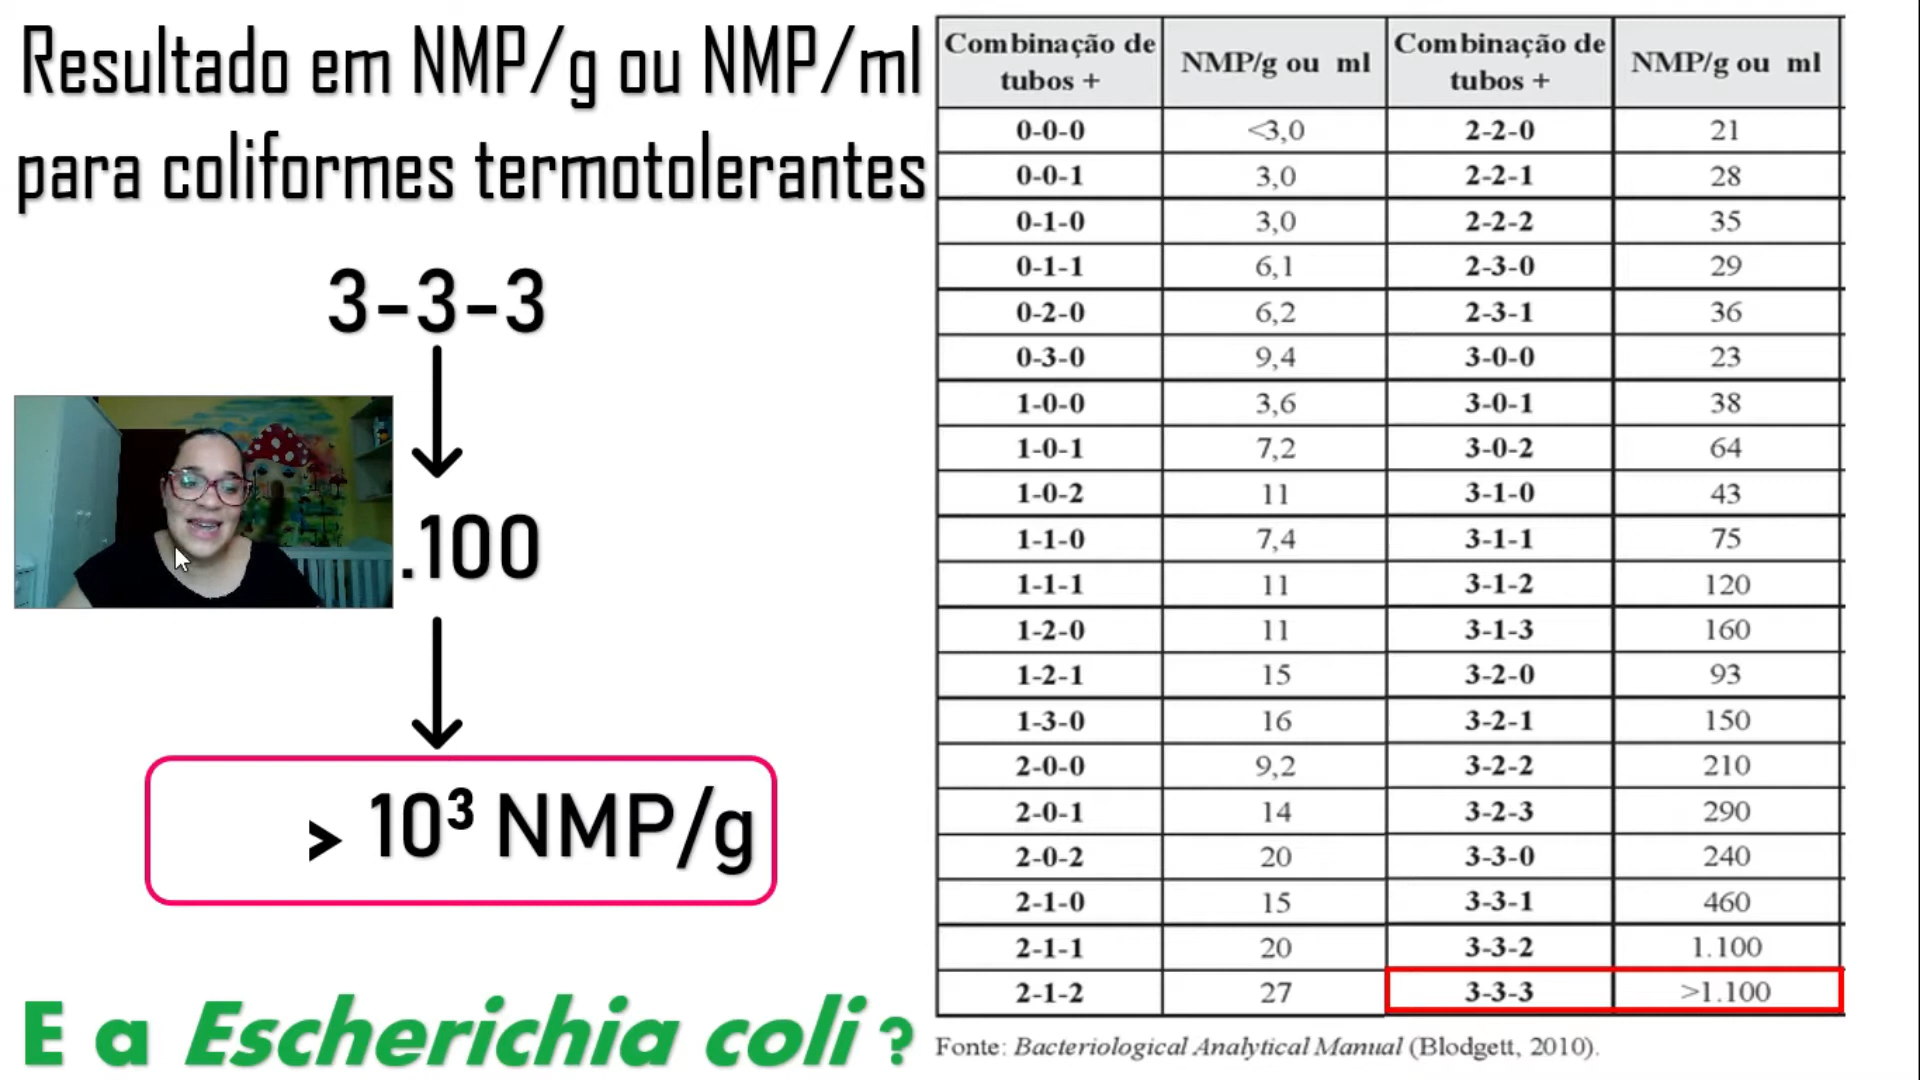 Resultado em NMP/g ou NMP/ml
para coliformes termotolerantes
3-3-3
.100
> 10³ NMP/g
E a Escherichia coli ?
Combinação de tubos + NMP/g ou ml Combinação de tubos + NMP/g ou ml
0-0-0 <3,0 2-2-0 21
0-0-1 3,0 2-2-1 28
0-1-0 3,0 2-2-2 35
0-1-1 6,1 2-3-0 29
0-2-0 6,2 2-3-1 36
0-3-0 9,4 3-0-0 23
1-0-0 3,6 3-0-1 38
1-0-1 7,2 3-0-2 64
1-0-2 11 3-1-0 43
1-1-0 7,4 3-1-1 75
1-1-1 11 3-1-2 120
1-2-0 11 3-1-3 160
1-2-1 15 3-2-0 93
1-3-0 16 3-2-1 150
2-0-0 9,2 3-2-2 210
2-0-1 14 3-2-3 290
2-0-2 20 3-3-0 240
2-1-0 15 3-3-1 460
2-1-1 20 3-3-2 1.100
2-1-2 27 3-3-3 >1.100
Fonte: Bacteriological Analytical Manual (Blodgett, 2010).